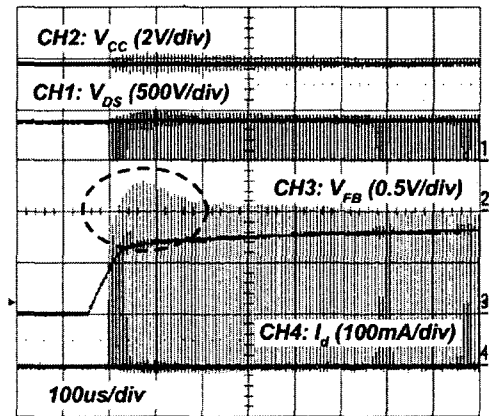 CH2: VCC (2V/div)
CH1: VDS (500V/div)
1
CH3: VFB (0.5V/div)
2
3
CH4: Id (100mA/div)
4
100us/div